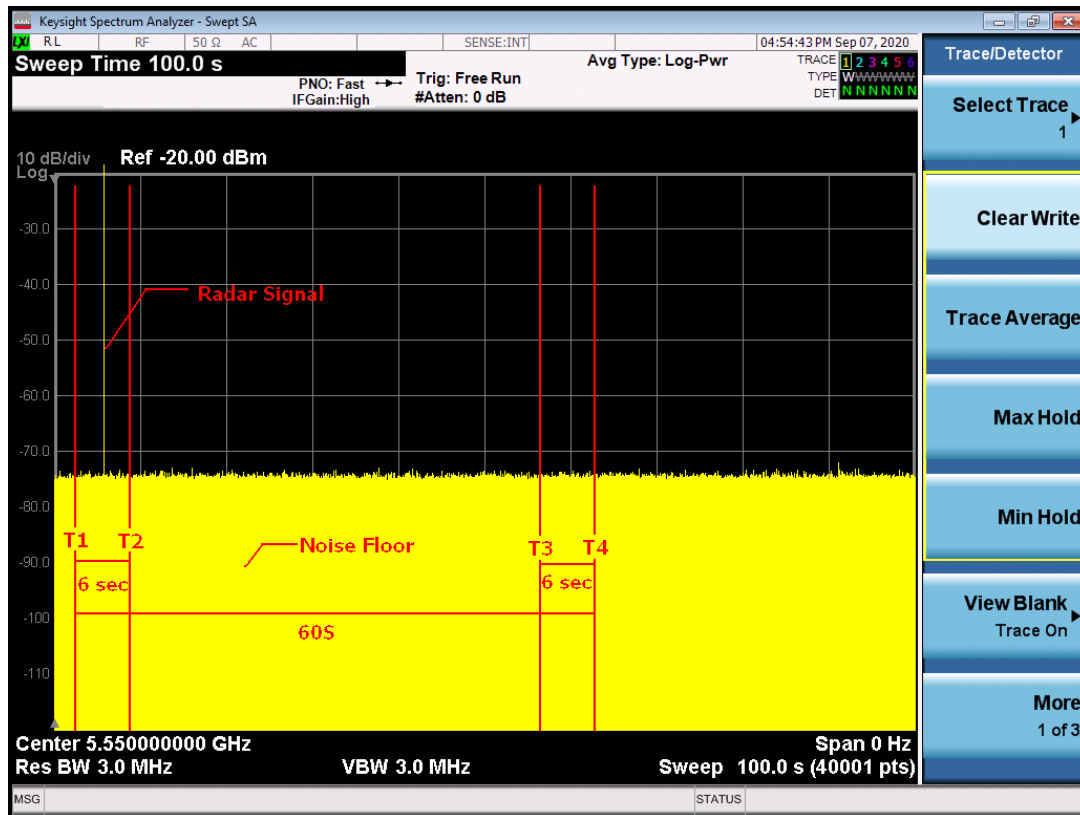 Keysight Spectrum Analyzer - Swept SA
LXI RL RF 50 Ω AC SENSE:INT 04:54:43 PM Sep 07, 2020
Sweep Time 100.0 s
PNO: Fast
IFGain:High
Trig: Free Run
#Atten: 0 dB
Avg Type: Log-Pwr
TRACE 1 2 3 4 5 6
TYPE WWWWWW
DET N N N N N N
10 dB/div Ref -20.00 dBm
Log
-30.0
-40.0
-50.0
-60.0
-70.0
-80.0
-90.0
-100
-110
Radar Signal
T1 T2 Noise Floor T3 T4
6 sec 6 sec
60S
Center 5.550000000 GHz Span 0 Hz
Res BW 3.0 MHz VBW 3.0 MHz Sweep 100.0 s (40001 pts)
MSG STATUS
Trace/Detector
Select Trace
1
Clear Write
Trace Average
Max Hold
Min Hold
View Blank
Trace On
More
1 of 3